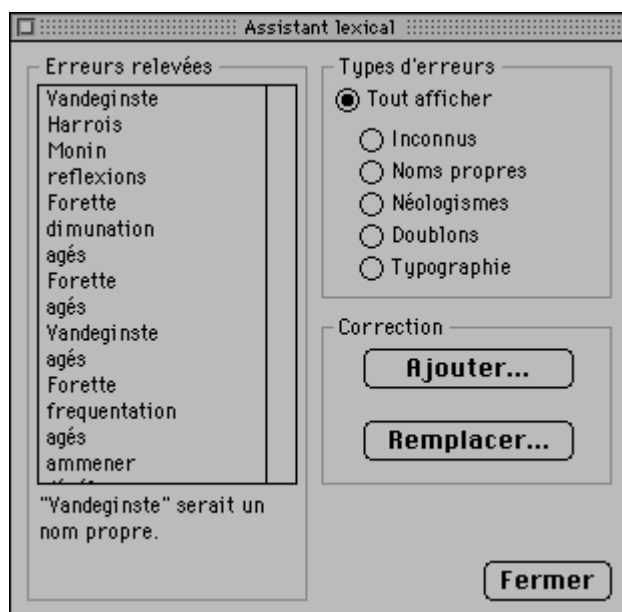 Assistant lexical
Erreurs relevées
Vandeginste
Harrois
Monin
reflexions
Forette
dimunation
agés
Forette
agés
Vandeginste
agés
Forette
frequentation
agés
ammener
"Vandeginste" serait un
nom propre.
Types d'erreurs
Tout afficher
Inconnus
Noms propres
Néologismes
Doublons
Typographie
Correction
Ajouter...
Remplacer...
Fermer